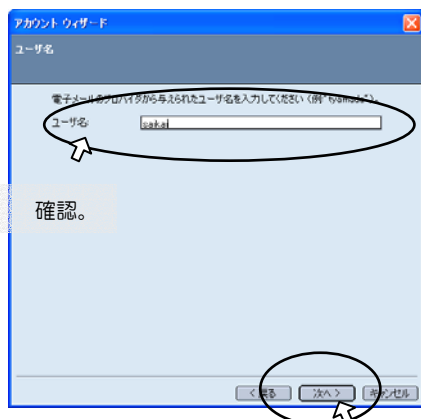 アカウント ウィザード
ユーザ名
電子メールのプロバイダから与えられたユーザ名を入力してください (例"tyamada")。
ユーザ名:
saikai
確認。
< 戻る
次へ >
キャンセル